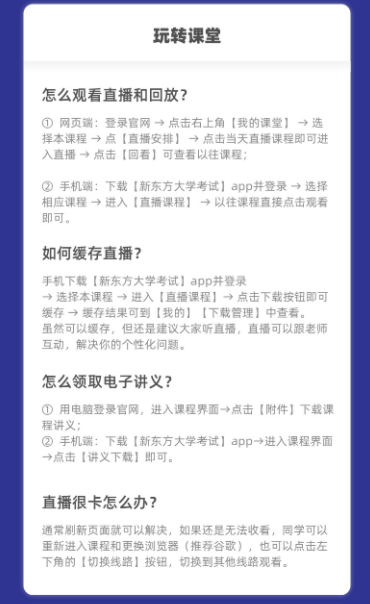 玩转课堂
怎么观看直播和回放？
① 网页端：登录官网 → 点击右上角【我的课堂】 → 选
择本课程 → 点【直播安排】 → 点击当天直播课程即可进
入直播 → 点击【回看】可查看以往课程；
② 手机端：下载【新东方大学考试】app并登录 → 选择
相应课程 → 进入【直播课程】 → 以往课程直接点击观看
即可。
如何缓存直播？
手机下载【新东方大学考试】app并登录
→ 选择本课程 → 进入【直播课程】→ 点击下载按钮即可
缓存 → 缓存结果可到【我的】【下载管理】中查看。
虽然可以缓存，但还是建议大家听直播，直播可以跟老师
互动，解决你的个性化问题。
怎么领取电子讲义？
① 用电脑登录官网，进入课程界面→点击【附件】下载课
程讲义；
② 手机端：下载【新东方大学考试】app→进入课程界面
→点击【讲义下载】即可。
直播很卡怎么办？
通常刷新页面就可以解决，如果还是无法收看，同学可以
重新进入课程和更换浏览器（推荐谷歌），也可以点击左
下角的【切换线路】按钮，切换到其他线路观看。